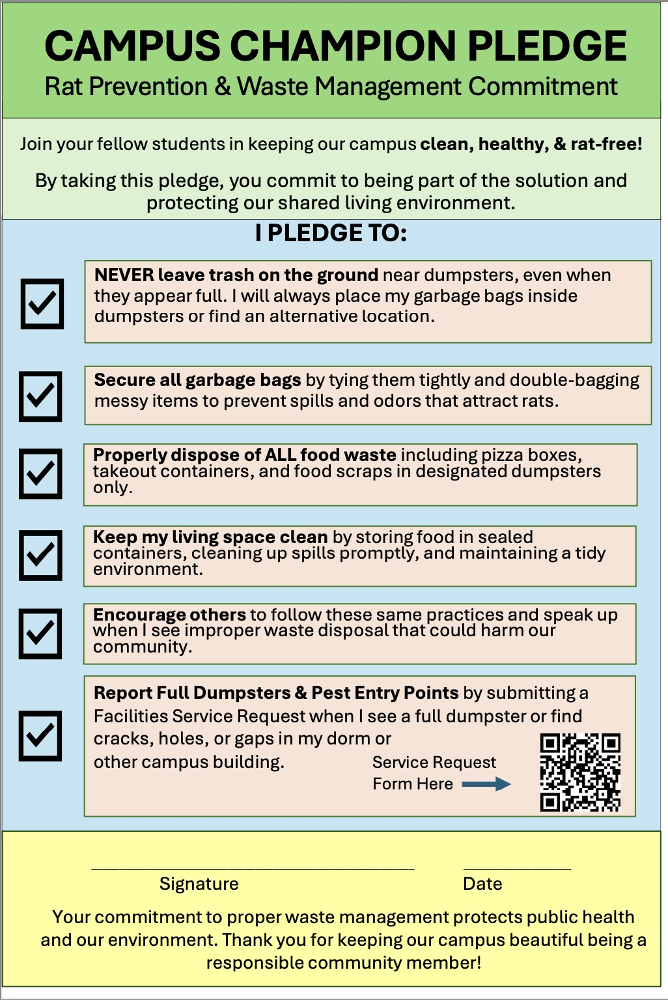 CAMPUS CHAMPION PLEDGE
Rat Prevention & Waste Management Commitment
Join your fellow students in keeping our campus clean, healthy, & rat-free!
By taking this pledge, you commit to being part of the solution and
protecting our shared living environment.
I PLEDGE TO:
NEVER leave trash on the ground near dumpsters, even when
they appear full. I will always place my garbage bags inside
dumpsters or find an alternative location.
Secure all garbage bags by tying them tightly and double-bagging
messy items to prevent spills and odors that attract rats.
Properly dispose of ALL food waste including pizza boxes,
takeout containers, and food scraps in designated dumpsters
only.
Keep my living space clean by storing food in sealed
containers, cleaning up spills promptly, and maintaining a tidy
environment.
Encourage others to follow these same practices and speak up
when I see improper waste disposal that could harm our
community.
Report Full Dumpsters & Pest Entry Points by submitting a
Facilities Service Request when I see a full dumpster or find
cracks, holes, or gaps in my dorm or
other campus building.
Service Request
Form Here
Signature
Date
Your commitment to proper waste management protects public health
and our environment. Thank you for keeping our campus beautiful being a
responsible community member!